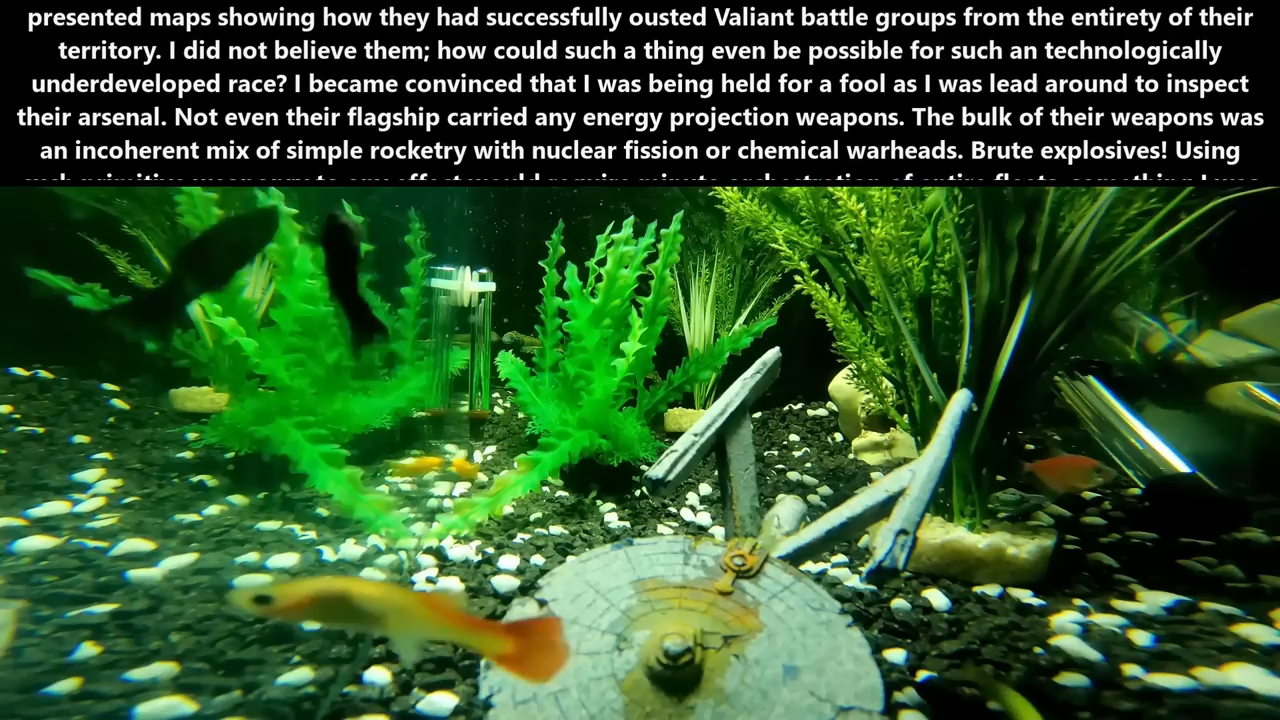 presented maps showing how they had successfully ousted Valiant battle groups from the entirety of their
territory. I did not believe them; how could such a thing even be possible for such an technologically
underdeveloped race? I became convinced that I was being held for a fool as I was lead around to inspect
their arsenal. Not even their flagship carried any energy projection weapons. The bulk of their weapons was
an incoherent mix of simple rocketry with nuclear fission or chemical warheads. Brute explosives! Using